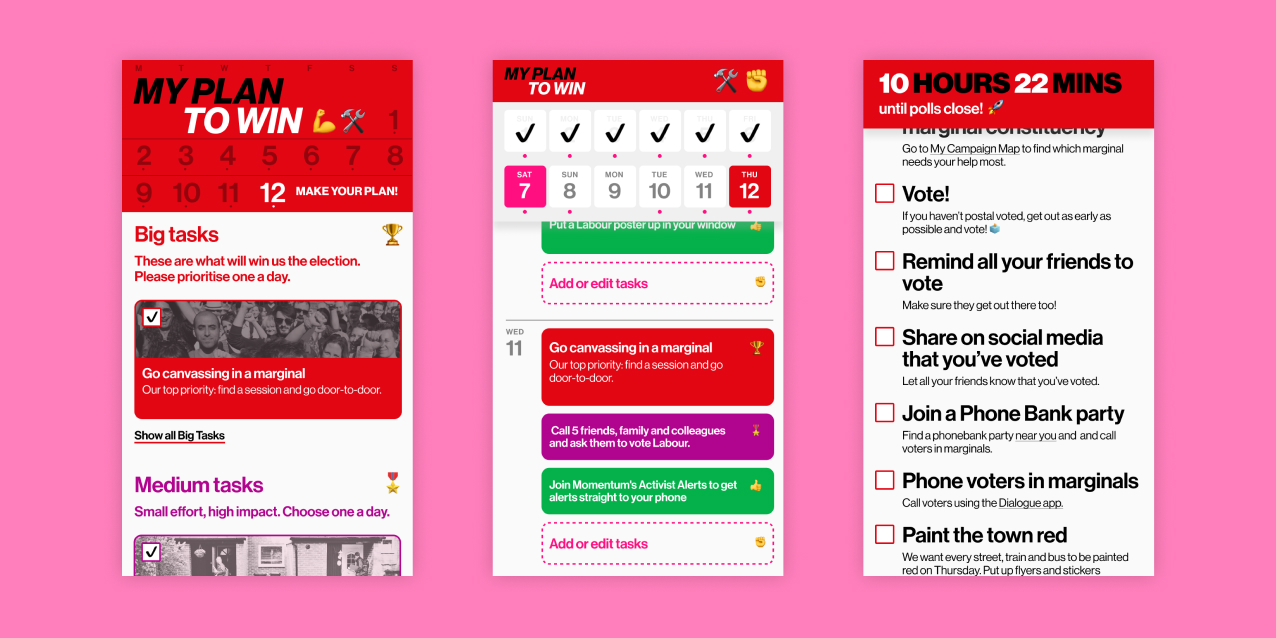 M T W T F S S
MY PLAN
TO WIN
1
2 3 4 5 6 7 8
9 10 11 12 MAKE YOUR PLAN!
Big tasks
These are what will win us the election.
Please prioritise one a day.
Go canvassing in a marginal
Our top priority: find a session and go door-to-door.
Show all Big Tasks
Medium tasks
Small effort, high impact. Choose one a day.
MY PLAN
TO WIN
SUN MON TUE WED THU FRI
SAT SUN MON TUE WED THU
7 8 9 10 11 12
Put a Labour poster up in your window
Add or edit tasks
WED
11
Go canvassing in a marginal
Our top priority: find a session and go
door-to-door.
Call 5 friends, family and colleagues
and ask them to vote Labour.
Join Momentum's Activist Alerts to get
alerts straight to your phone
Add or edit tasks
10 HOURS 22 MINS
until polls close!
marginal constituency
Go to My Campaign Map to find which marginal
needs your help most.
Vote!
If you haven't postal voted, get out as early as
possible and vote!
Remind all your friends to
vote
Make sure they get out there too!
Share on social media
that you've voted
Let all your friends know that you've voted.
Join a Phone Bank party
Find a phonebank party near you and and call
voters in marginals.
Phone voters in marginals
Call voters using the Dialogue app.
Paint the town red
We want every street, train and bus to be painted
red on Thursday. Put up flyers and stickers